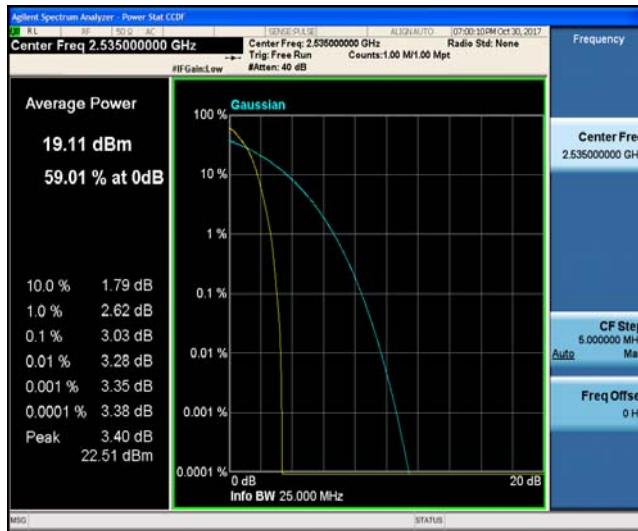 Agilent Spectrum Analyzer - Power Stat CCDF
RL RF 50 Ω AC SENSE:PULSE ALIGN AUTO 07:00:10 PM Oct 30, 2017
Center Freq 2.535000000 GHz
Center Freq: 2.535000000 GHz Radio Std: None
Trig: Free Run Counts:1.00 M/1.00 Mpt
#IFGain:Low #Atten: 40 dB
Frequency
Average Power
19.11 dBm
59.01 % at 0dB
10.0 % 1.79 dB
1.0 % 2.62 dB
0.1 % 3.03 dB
0.01 % 3.28 dB
0.001 % 3.35 dB
0.0001 % 3.38 dB
Peak 3.40 dB
22.51 dBm
Gaussian
100 %
10 %
1 %
0.1 %
0.01 %
0.001 %
0.0001 %
0 dB 20 dB
Info BW 25.000 MHz
Center Fre
2.535000000 GH
CF Ste
5.000000 MH
Auto Ma
Freq Offse
0 H
MSG STATUS